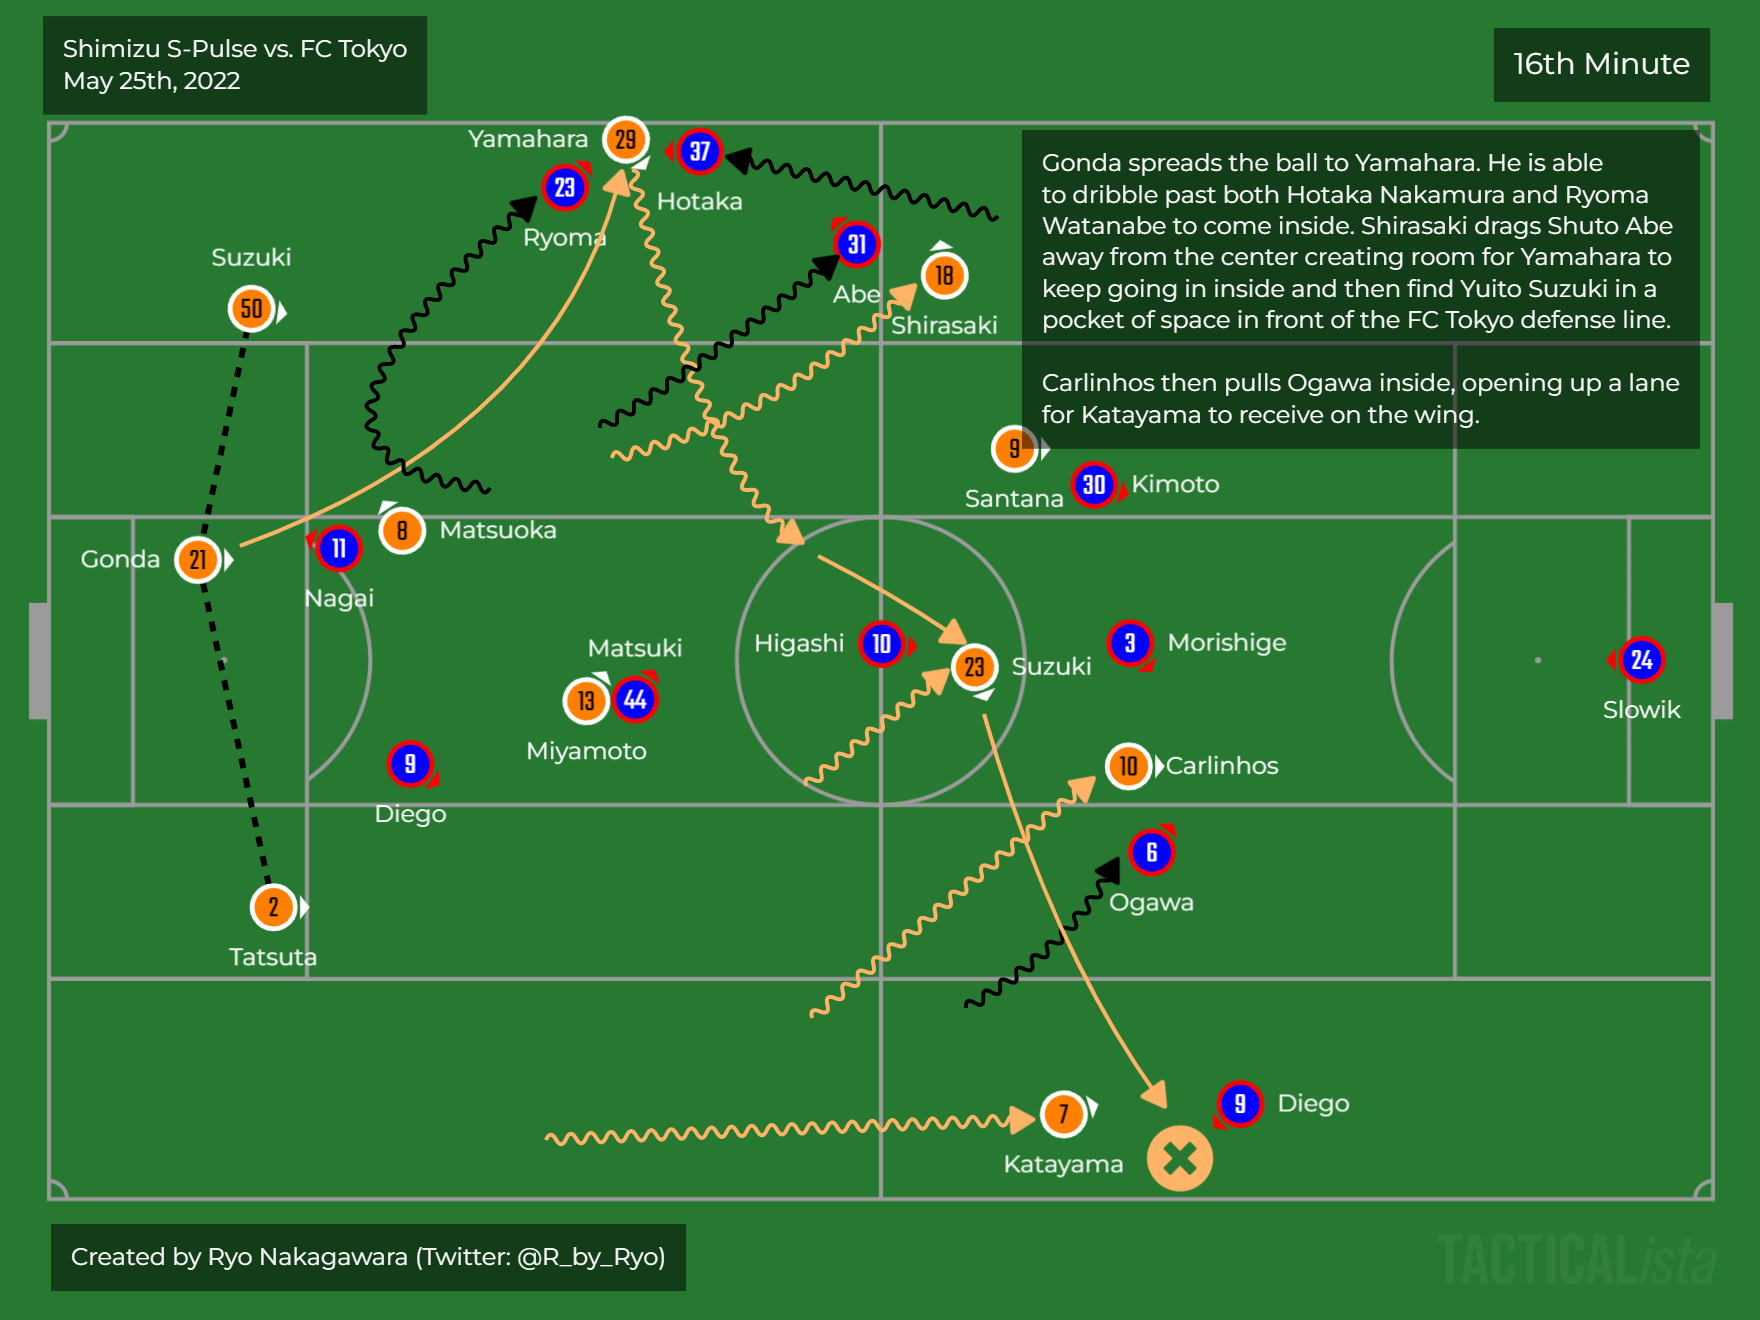 Shimizu S-Pulse vs. FC Tokyo
May 25th, 2022
16th Minute
Gonda spreads the ball to Yamahara. He is able
to dribble past both Hotaka Nakamura and Ryoma
Watanabe to come inside. Shirasaki drags Shuto Abe
away from the center creating room for Yamahara to
keep going in inside and then find Yuito Suzuki in a
pocket of space in front of the FC Tokyo defense line.
Carlinhos then pulls Ogawa inside, opening up a lane
for Katayama to receive on the wing.
Yamahara
29
37
23
Hotaka
Ryoma
31
Suzuki
18
Abe
50
Shirasaki
9
30
Kimoto
Santana
8
Matsuoka
11
Gonda
21
Nagai
Matsuki
Higashi
10
3
Morishige
23
Suzuki
24
13
44
Slowik
Miyamoto
9
10
Carlinhos
Diego
6
Ogawa
2
Tatsuta
7
9
Diego
Katayama
Created by Ryo Nakagawara (Twitter: @R_by_Ryo)
TACTICALista